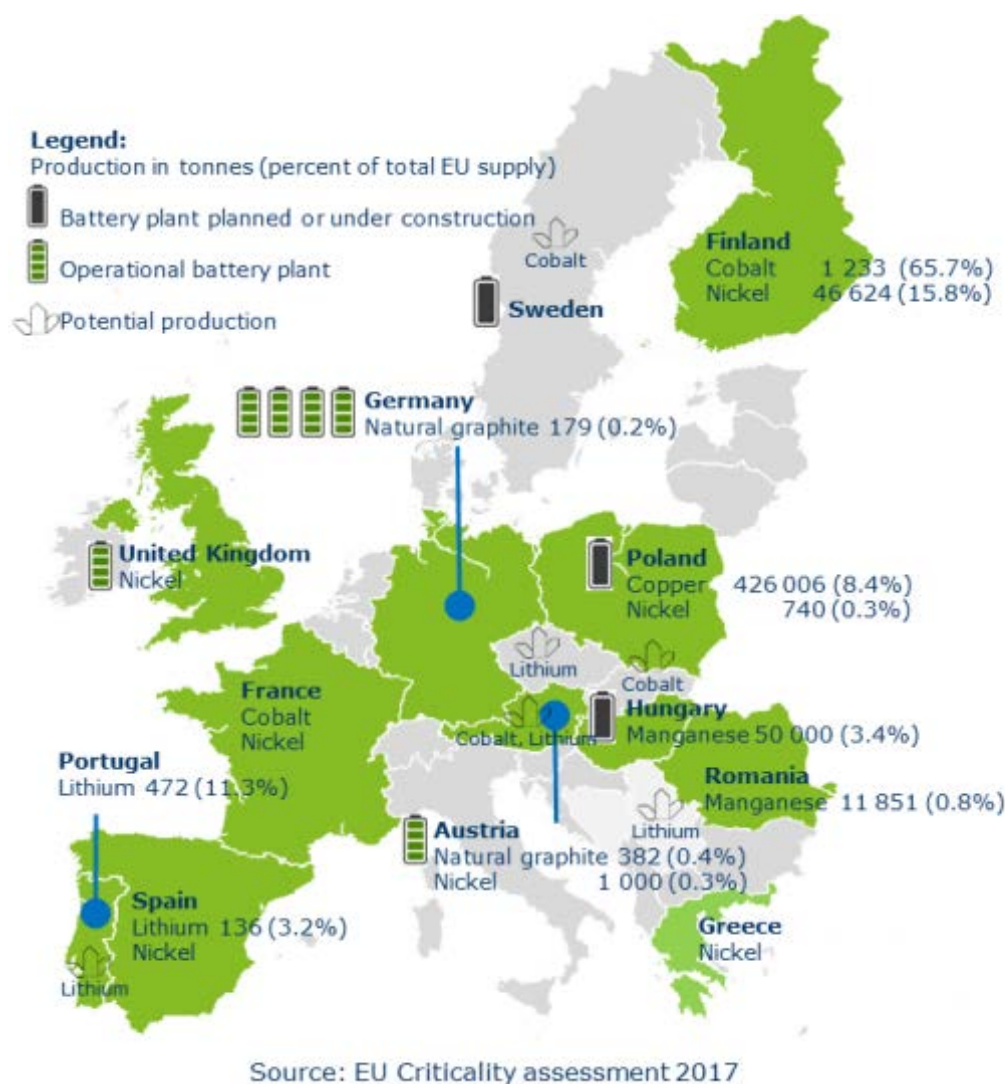 Legend:
Production in tonnes (percent of total EU supply)
Battery plant planned or under construction
Operational battery plant
Potential production
Cobalt
Sweden
Finland
Cobalt 1 233 (65.7%)
Nickel 46 624 (15.8%)
Germany
Natural graphite 179 (0.2%)
United Kingdom
Nickel
Poland
Copper 426 006 (8.4%)
Nickel 740 (0.3%)
Lithium
Cobalt
France
Cobalt
Nickel
Cobalt, Lithium
Hungary
Manganese 50 000 (3.4%)
Portugal
Lithium 472 (11.3%)
Romania
Manganese 11 851 (0.8%)
Lithium
Austria
Natural graphite 382 (0.4%)
Nickel 1 000 (0.3%)
Spain
Lithium 136 (3.2%)
Nickel
Greece
Nickel
Lithium
Source: EU Criticality assessment 2017